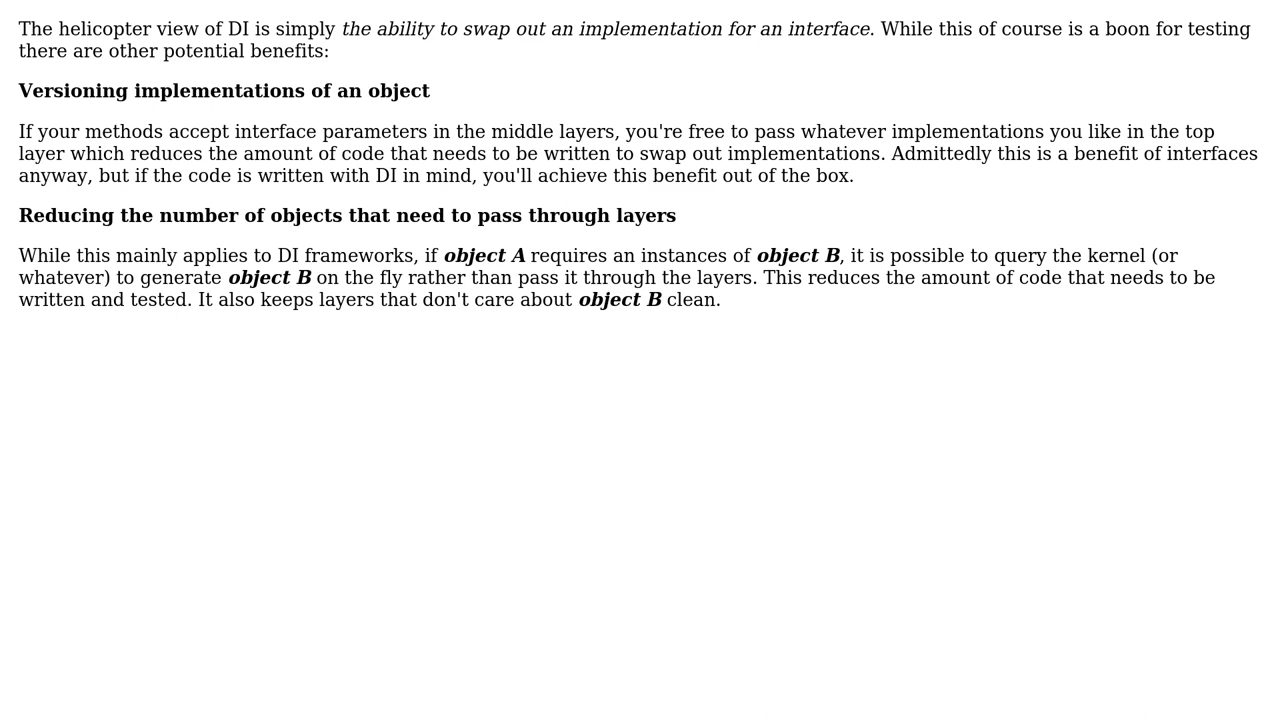 The helicopter view of DI is simply the ability to swap out an implementation for an interface. While this of course is a boon for testing
there are other potential benefits:
Versioning implementations of an object
If your methods accept interface parameters in the middle layers, you're free to pass whatever implementations you like in the top
layer which reduces the amount of code that needs to be written to swap out implementations. Admittedly this is a benefit of interfaces
anyway, but if the code is written with DI in mind, you'll achieve this benefit out of the box.
Reducing the number of objects that need to pass through layers
While this mainly applies to DI frameworks, if object A requires an instances of object B, it is possible to query the kernel (or
whatever) to generate object B on the fly rather than pass it through the layers. This reduces the amount of code that needs to be
written and tested. It also keeps layers that don't care about object B clean.